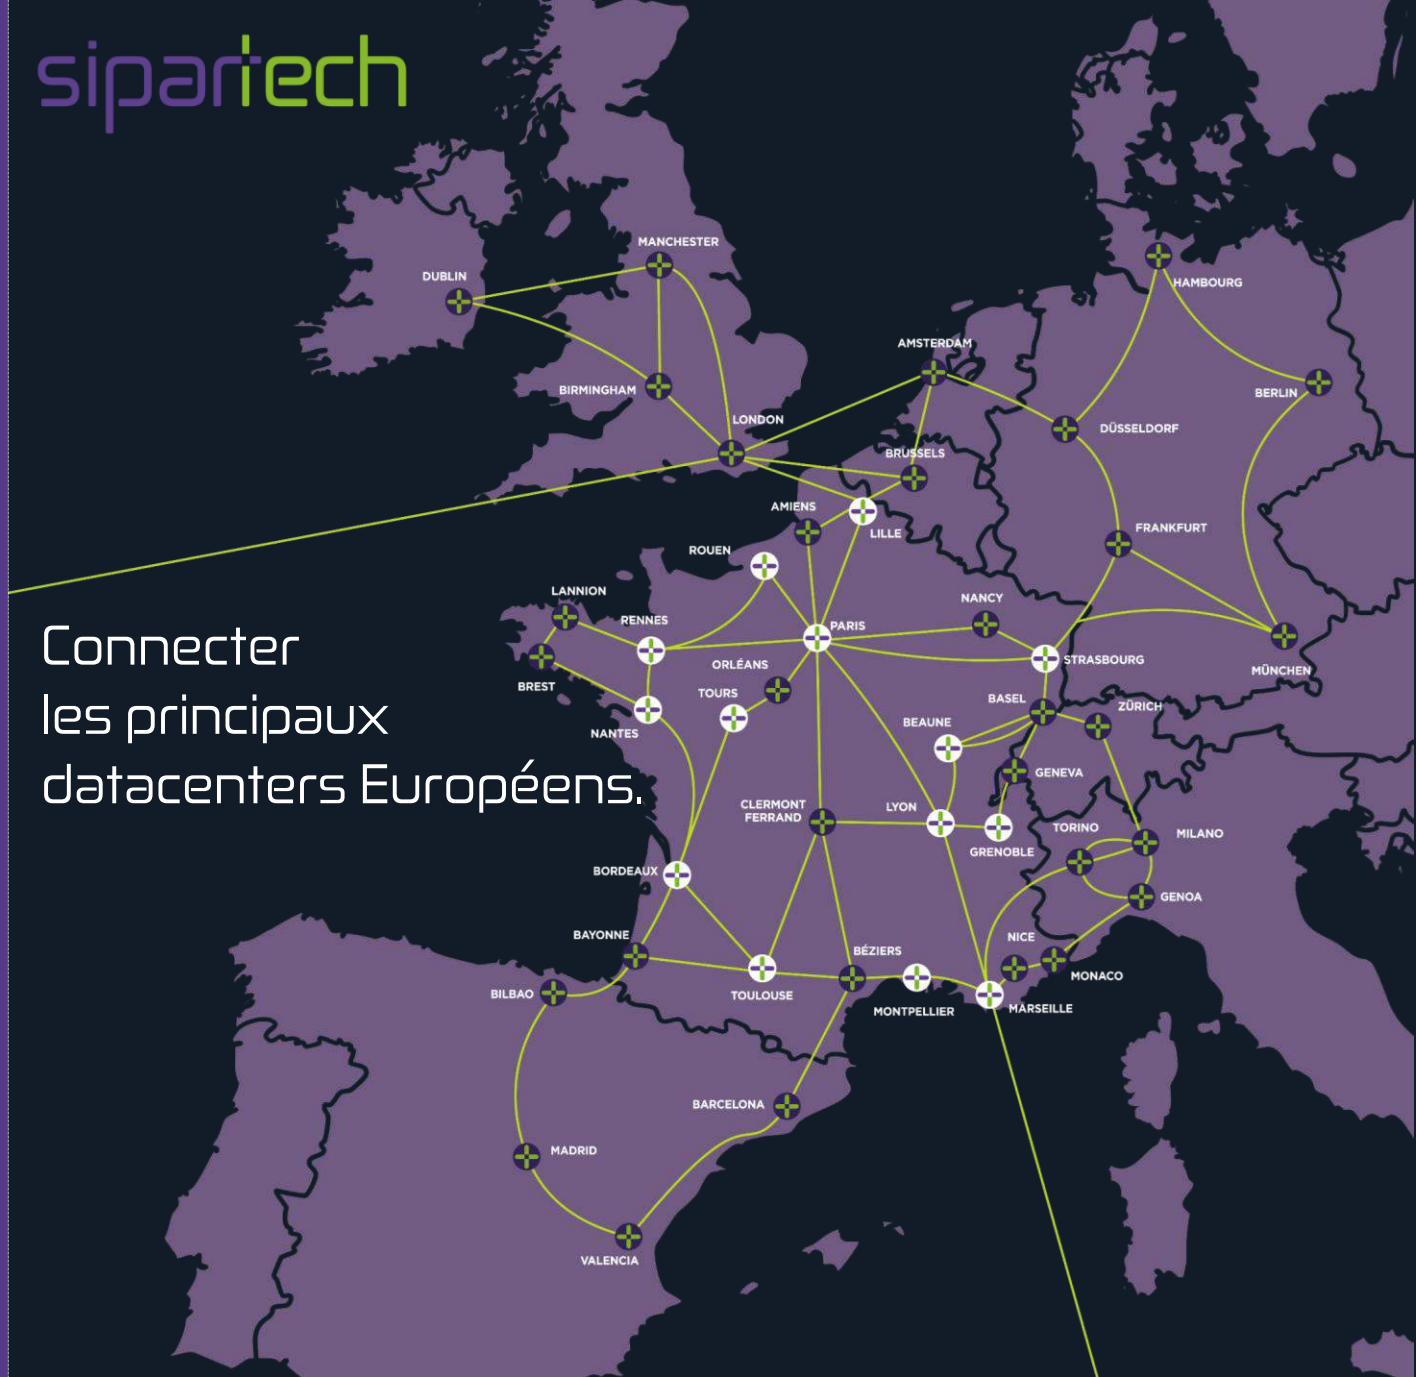 sipartech
MANCHESTER
DUBLIN
HAMBOURG
AMSTERDAM
BIRMINGHAM
BERLIN
LONDON
DÜSSELDORF
BRUSSELS
AMIENS
FRANKFURT
LILLE
ROUEN
LANNION
NANCY
RENNES
PARIS
Connecter
les principaux
datacenters Européens.
STRASBOURG
ORLÉANS
MÜNCHEN
BREST
TOURS
BASEL
ZÜRICH
BEAUNE
NANTES
GENEVA
CLERMONT
FERRAND
LYON
TORINO
MILANO
GRENOBLE
BORDEAUX
GENOA
BAYONNE
NICE
BÉZIERS
MONACO
BILBAO
TOULOUSE
MARSEILLE
MONTPELLIER
BARCELONA
MADRID
VALENCIA